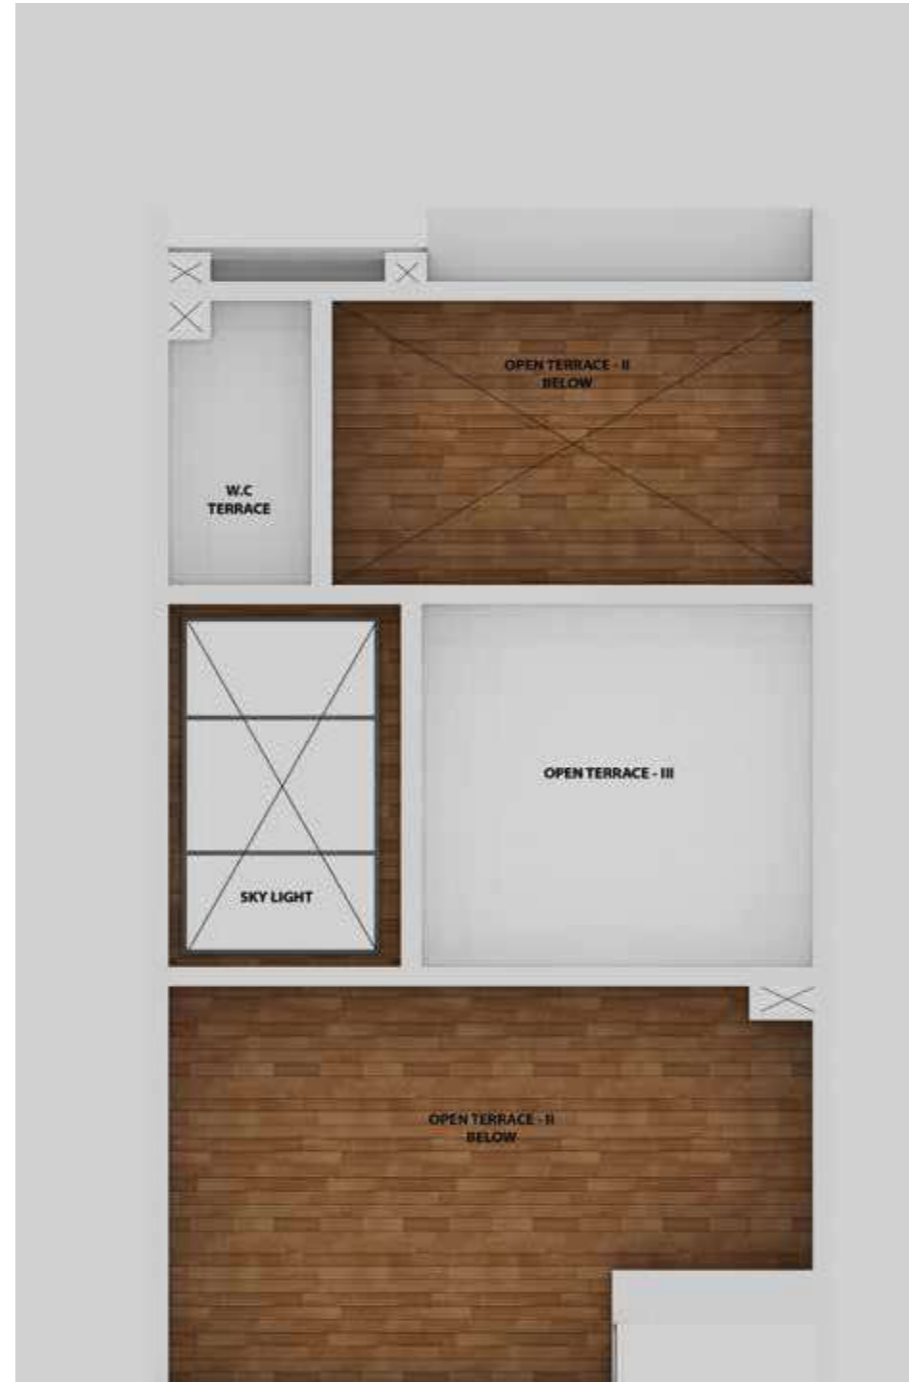 OPEN TERRACE - II
BELOW
W.C
TERRACE
OPEN TERRACE - III
SKY LIGHT
OPEN TERRACE - II
BELOW